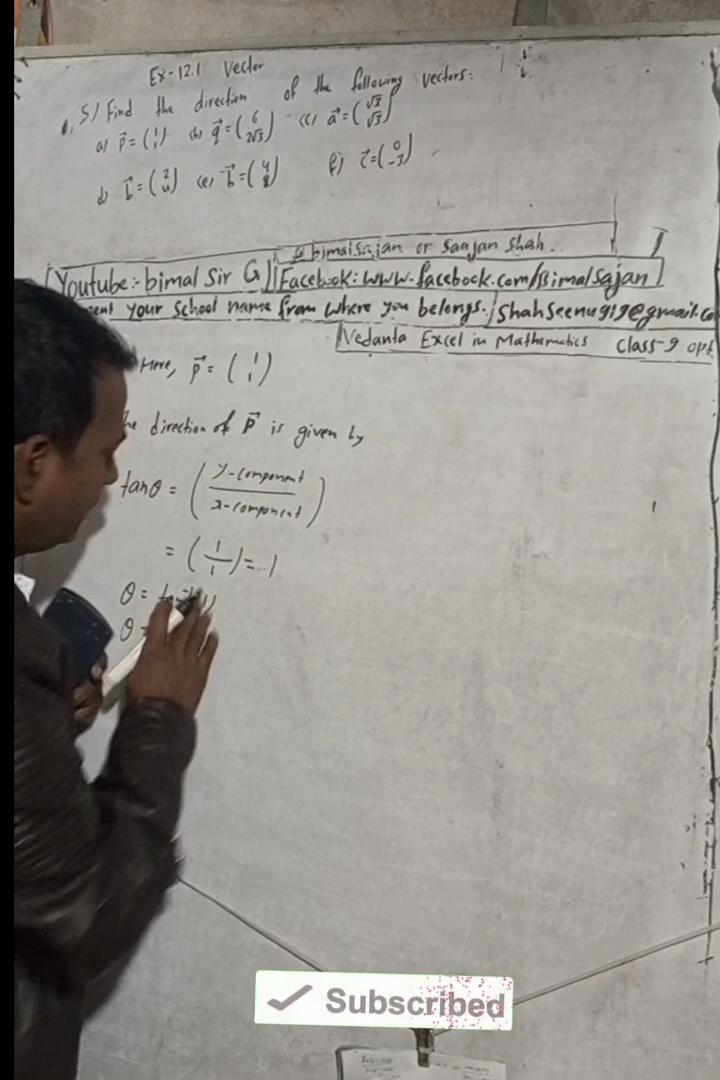 Ex-12.1 Vector
5) Find the direction of the following vectors:
a) p⃗ = (1 1) (b) q⃗ = (6 2√3) (c) a⃗ = (√3 √3)
d) b⃗ = (2 ) (e) b⃗ = (4 ) f) c⃗ = (0 -3)
@ bimalsajan or Saajan Shah..
Youtube:- bimal Sir G || Facebook: www.facebook.com/bimalsajan
your School name from where you belongs. / Shahseenu919@gmail.co
Vedanta Excel in Mathematics class-9 opt
Here, p⃗ = (1 1)
direction of p⃗ is given by
tanθ = (y-component / x-component)
= (1/1) = 1
θ =
θ
✓ Subscribed